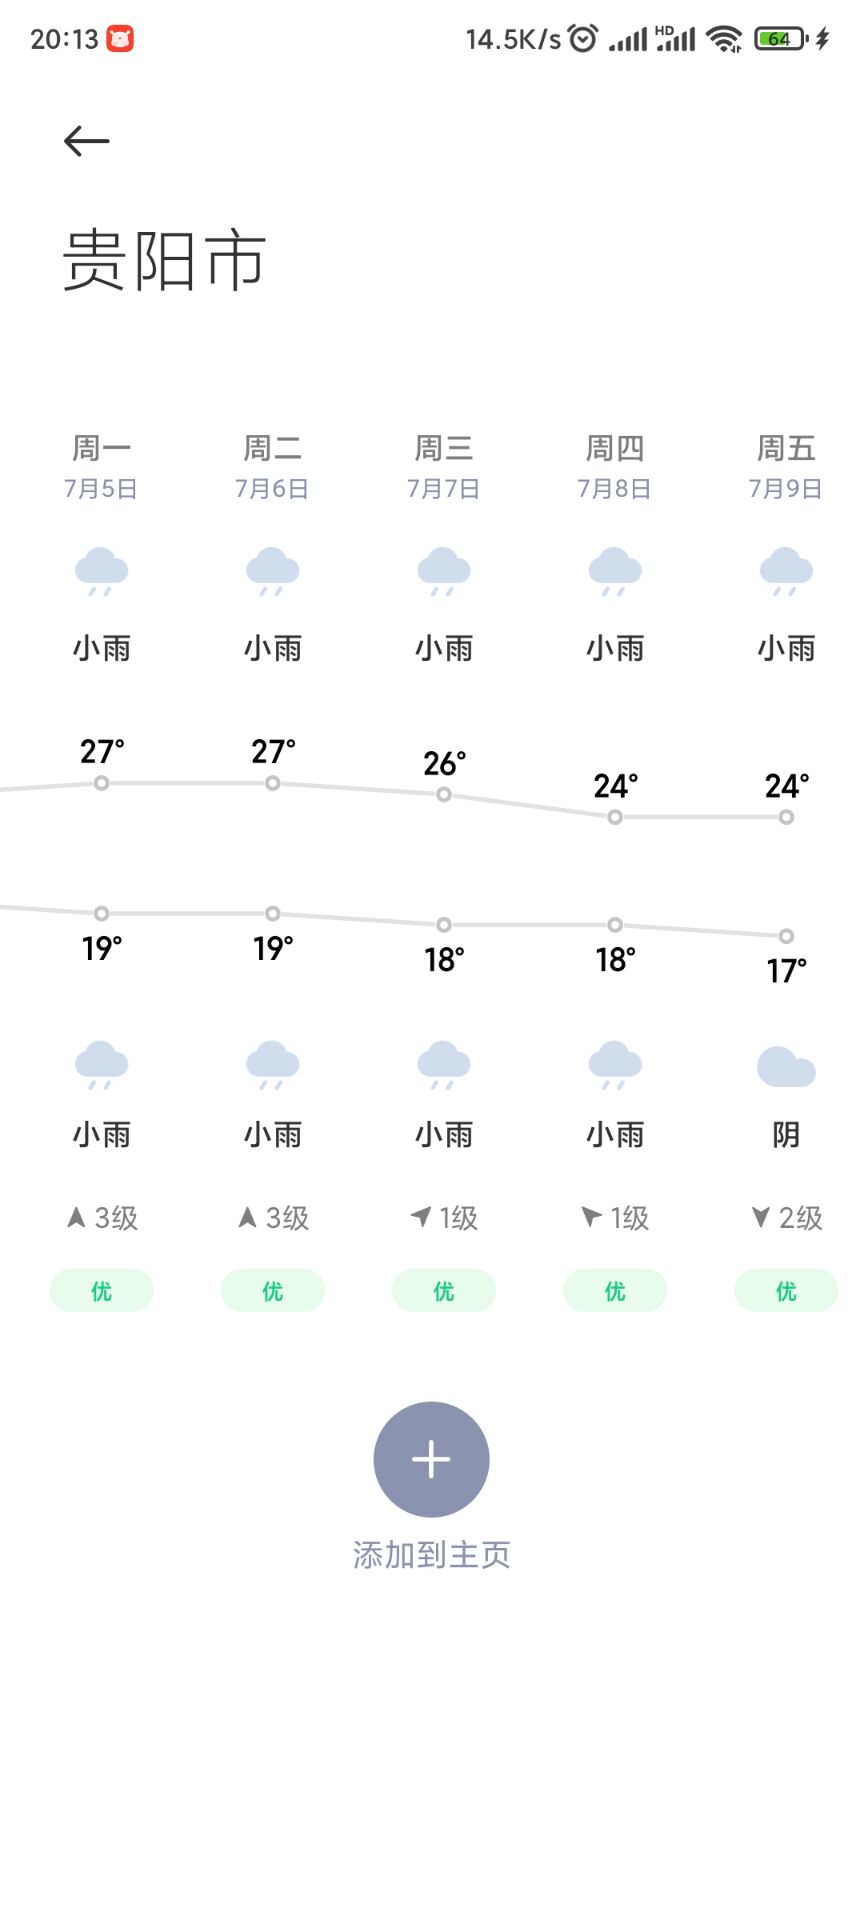 20:13 14.5K/s HD 64
贵阳市
周一 周二 周三 周四 周五
7月5日 7月6日 7月7日 7月8日 7月9日
小雨 小雨 小雨 小雨 小雨
27° 27° 26° 24° 24°
19° 19° 18° 18° 17°
小雨 小雨 小雨 小雨 阴
3级 3级 1级 1级 2级
优 优 优 优 优
添加到主页